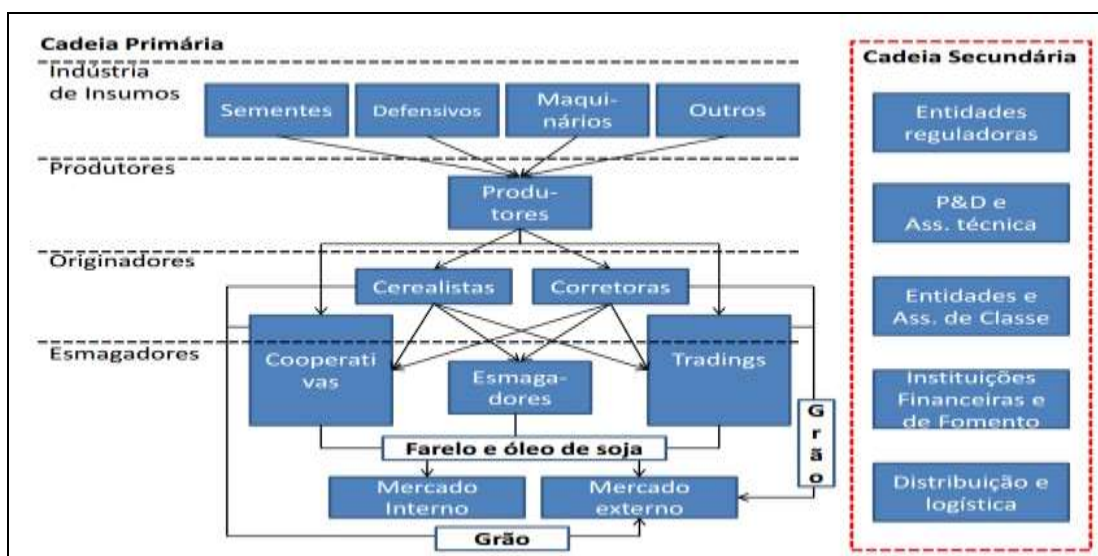 Cadeia Primária
Indústria
de Insumos
Sementes
Defensivos
Maqui-
nários
Outros
Produtores
Produ-
tores
Originadores
Cerealistas
Corretoras
Esmagadores
Cooperati
vas
Esmaga-
dores
Tradings
Farelo e óleo de soja
G
r
ã
o
Mercado
Interno
Mercado
externo
Grão
Cadeia Secundária
Entidades
reguladoras
P&D e
Ass. técnica
Entidades e
Ass. de Classe
Instituições
Financeiras e
de Fomento
Distribuição e
logística